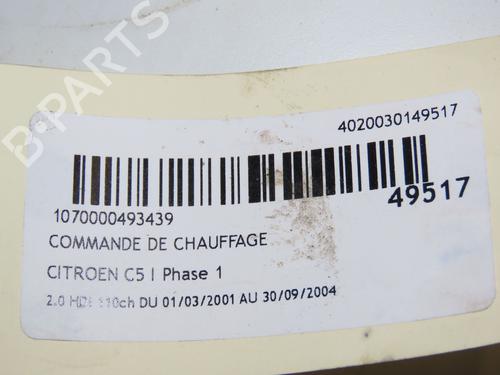 4020030149517
49517
1070000493439
COMMANDE DE CHAUFFAGE
CITROEN C5 I Phase 1
2.0 HDI 110ch DU 01/03/2001 AU 30/09/2004
B-PARTS